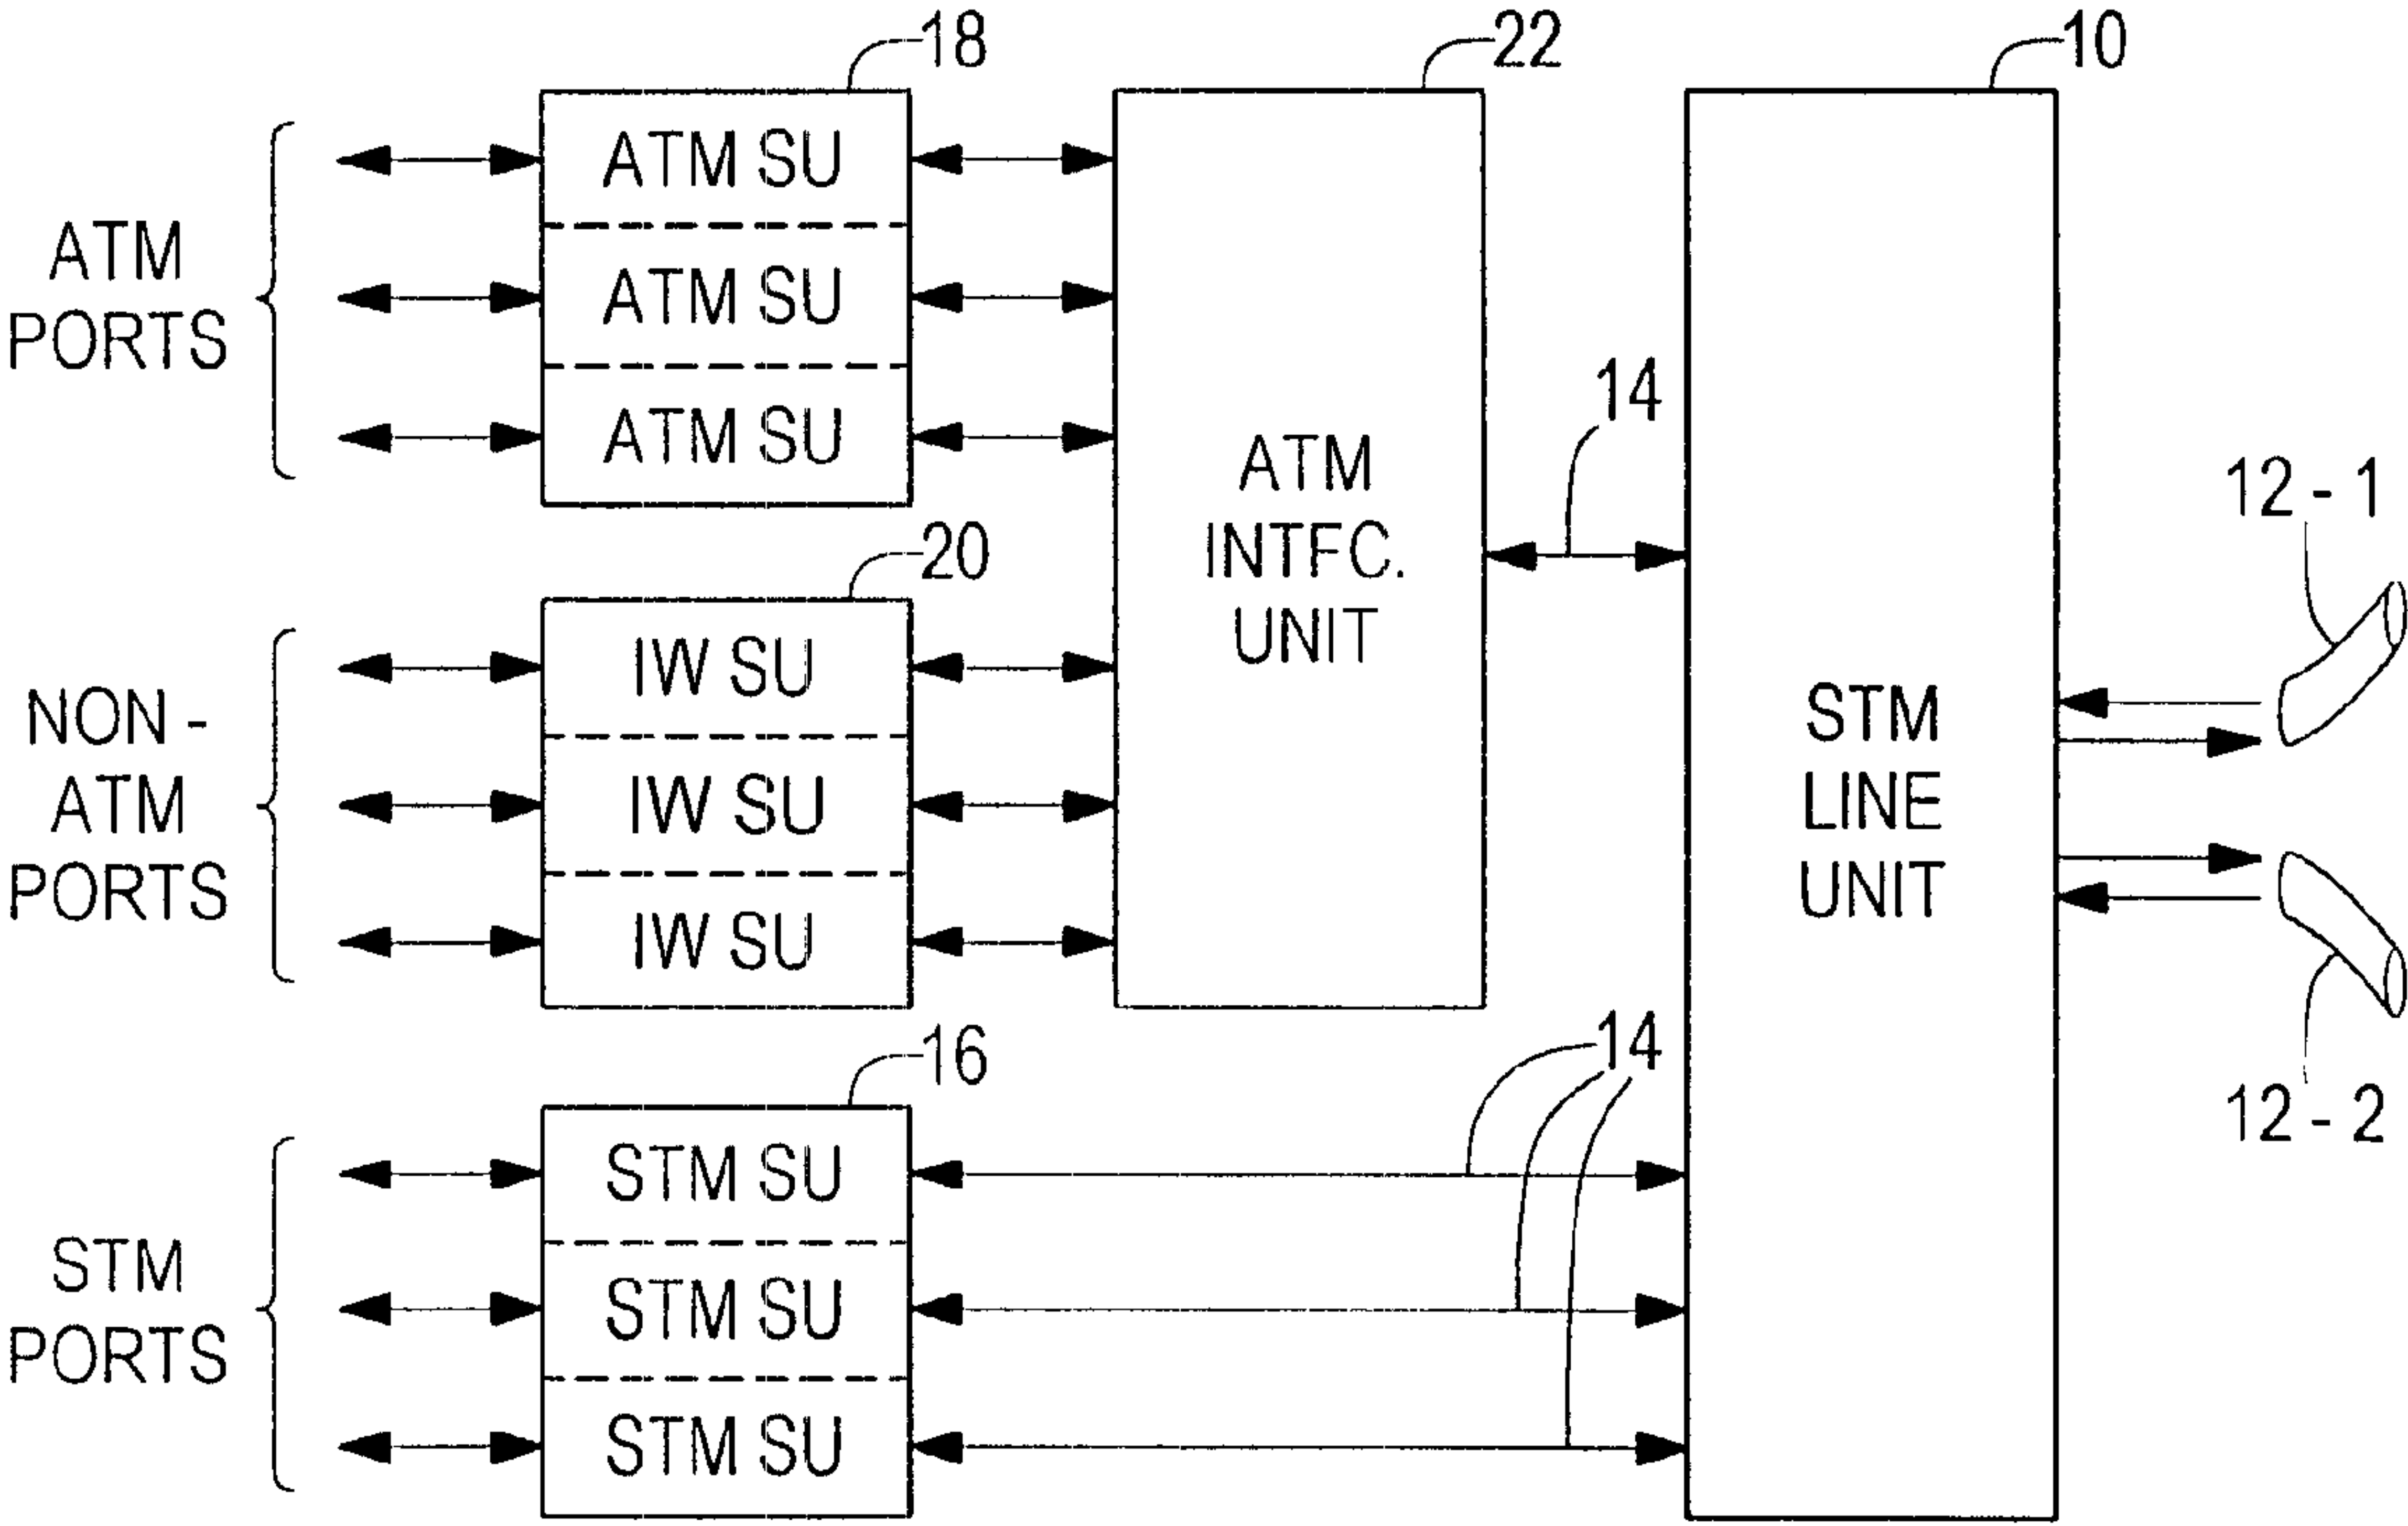 18
22
10
ATM
PORTS
ATM SU
ATM SU
ATM SU
ATM
INTFC.
UNIT
14
12 - 1
20
NON -
ATM
PORTS
IW SU
IW SU
IW SU
STM
LINE
UNIT
16
14
12 - 2
STM
PORTS
STM SU
STM SU
STM SU